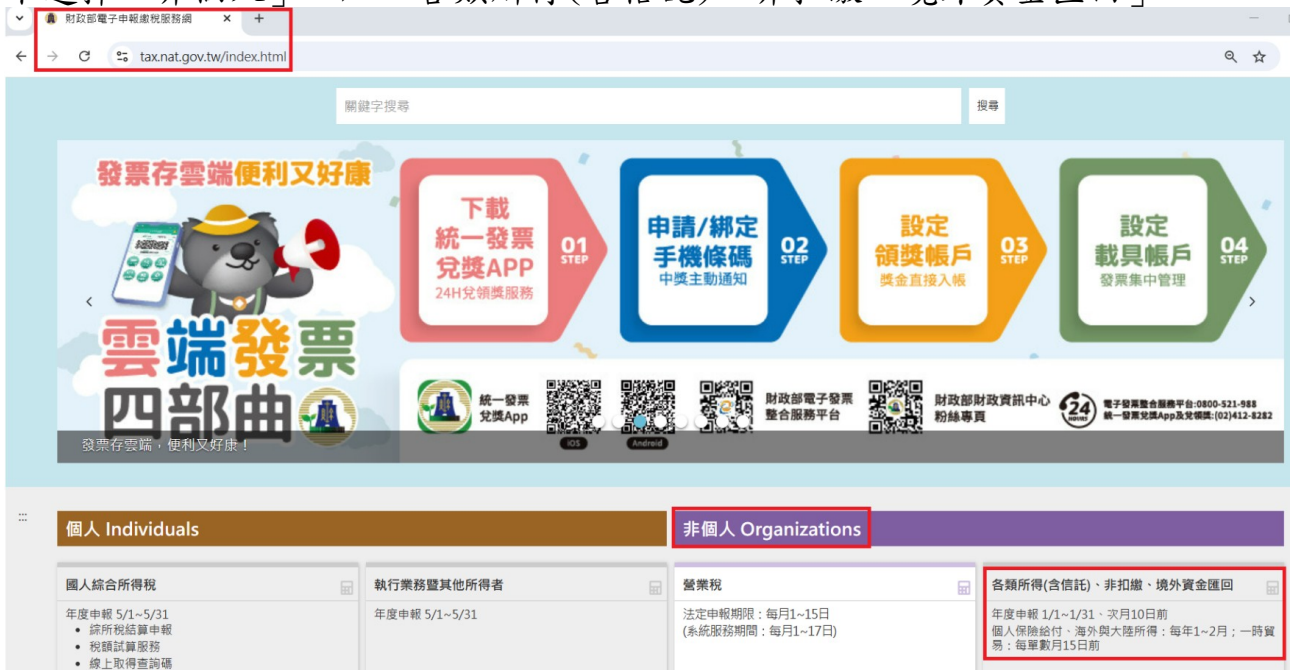 財政部電子申報繳稅服務網
tax.nat.gov.tw/index.html
關鍵字搜尋
搜尋
發票存雲端便利又好康
雲端發票
四部曲
發票存雲端，便利又好康！
下載
統一發票
兌獎APP
24H兌領獎服務
01
STEP
申請/綁定
手機條碼
中獎主動通知
02
STEP
設定
領獎帳戶
獎金直接入帳
03
STEP
設定
載具帳戶
發票集中管理
04
STEP
統一發票
兌獎App
iOS
Android
財政部電子發票
整合服務平台
財政部財政資訊中心
粉絲專頁
24
HOURS
電子發票整合服務平台:0800-521-988
統一發票兌獎App及兌領獎:(02)412-8282
個人 Individuals
非個人 Organizations
國人綜合所得稅
年度申報 5/1~5/31
• 綜所稅結算申報
• 稅額試算服務
• 線上取得查詢碼
執行業務暨其他所得者
年度申報 5/1~5/31
營業稅
法定申報期限：每月1~15日
(系統服務期間：每月1~17日)
各類所得(含信託)、非扣繳、境外資金匯回
年度申報 1/1~1/31、次月10日前
個人保險給付、海外與大陸所得：每年1~2月；一時貿
易：每單數月15日前